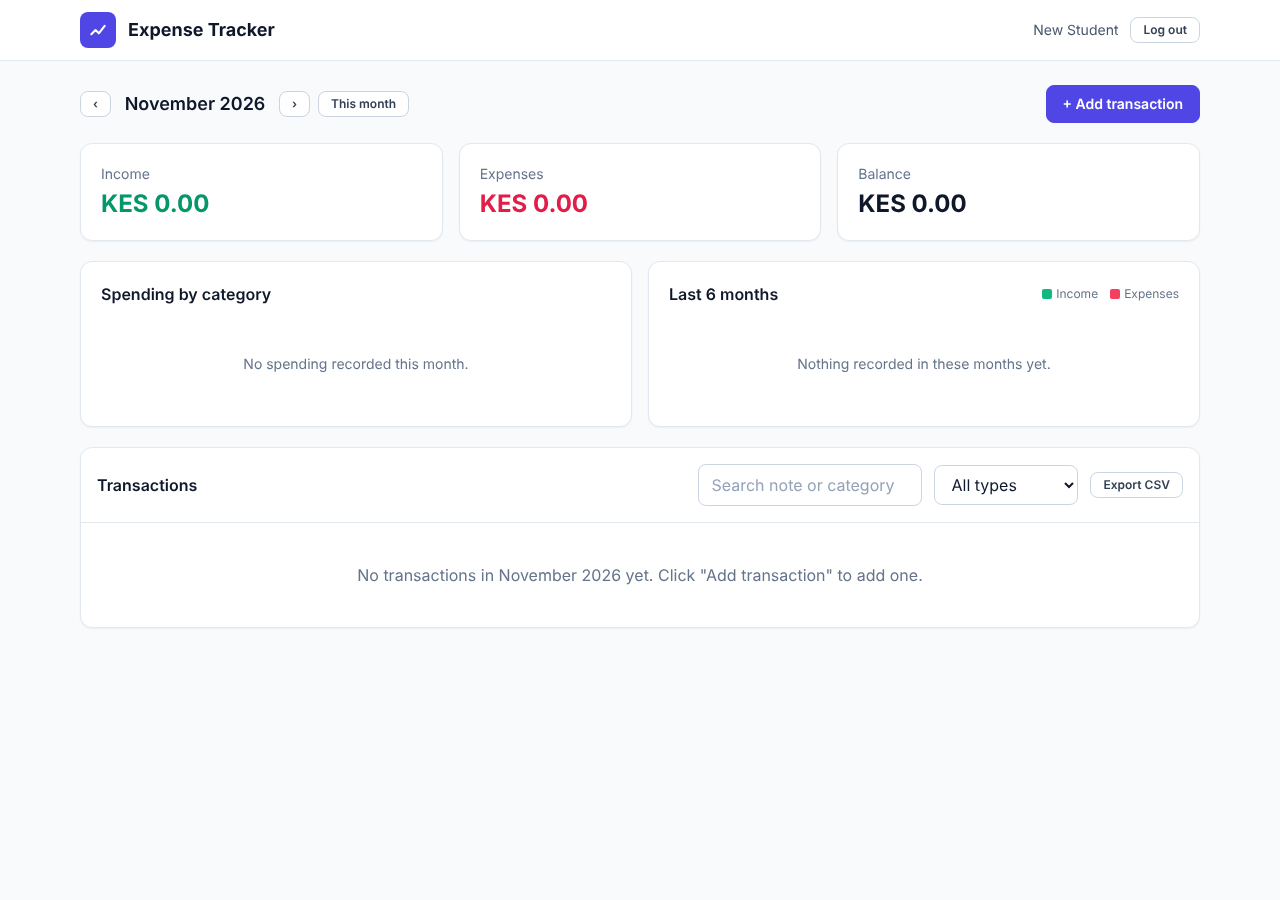 Expense Tracker
New Student
Log out
‹
November 2026
›
This month
+ Add transaction
Income
KES 0.00
Expenses
KES 0.00
Balance
KES 0.00
Spending by category
No spending recorded this month.
Last 6 months
Income
Expenses
Nothing recorded in these months yet.
Transactions
Search note or category
All types
Export CSV
No transactions in November 2026 yet. Click "Add transaction" to add one.